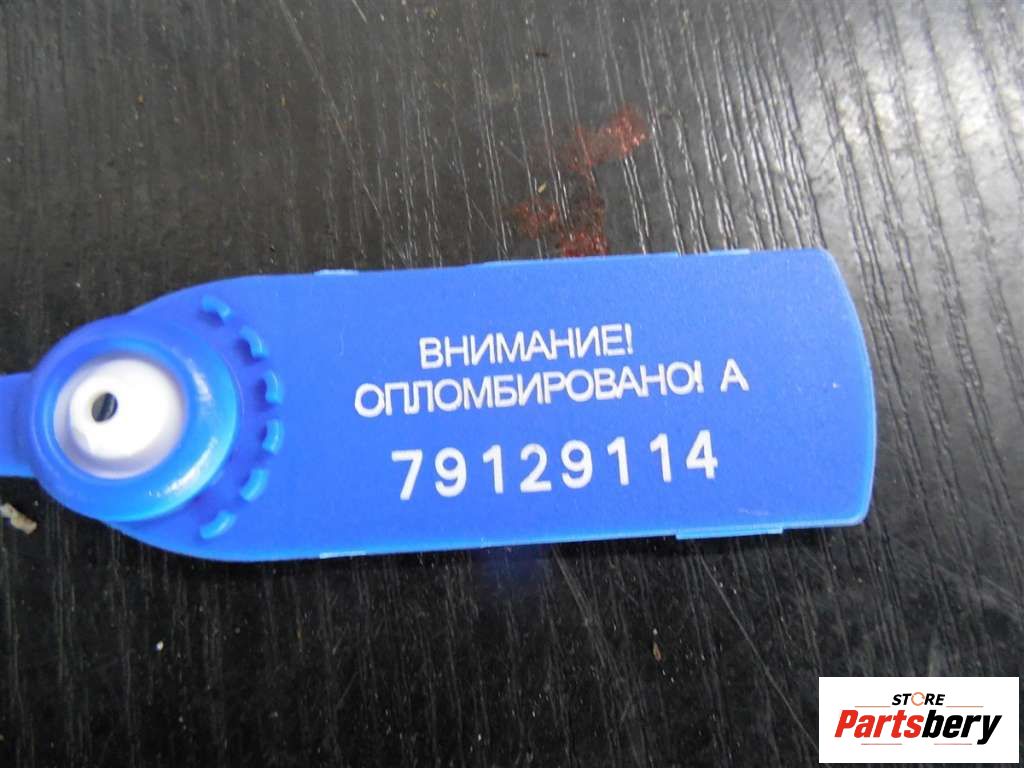 ВНИМАНИЕ!
ОПЛОМБИРОВАНО! А
79129114
STORE
Partsbery